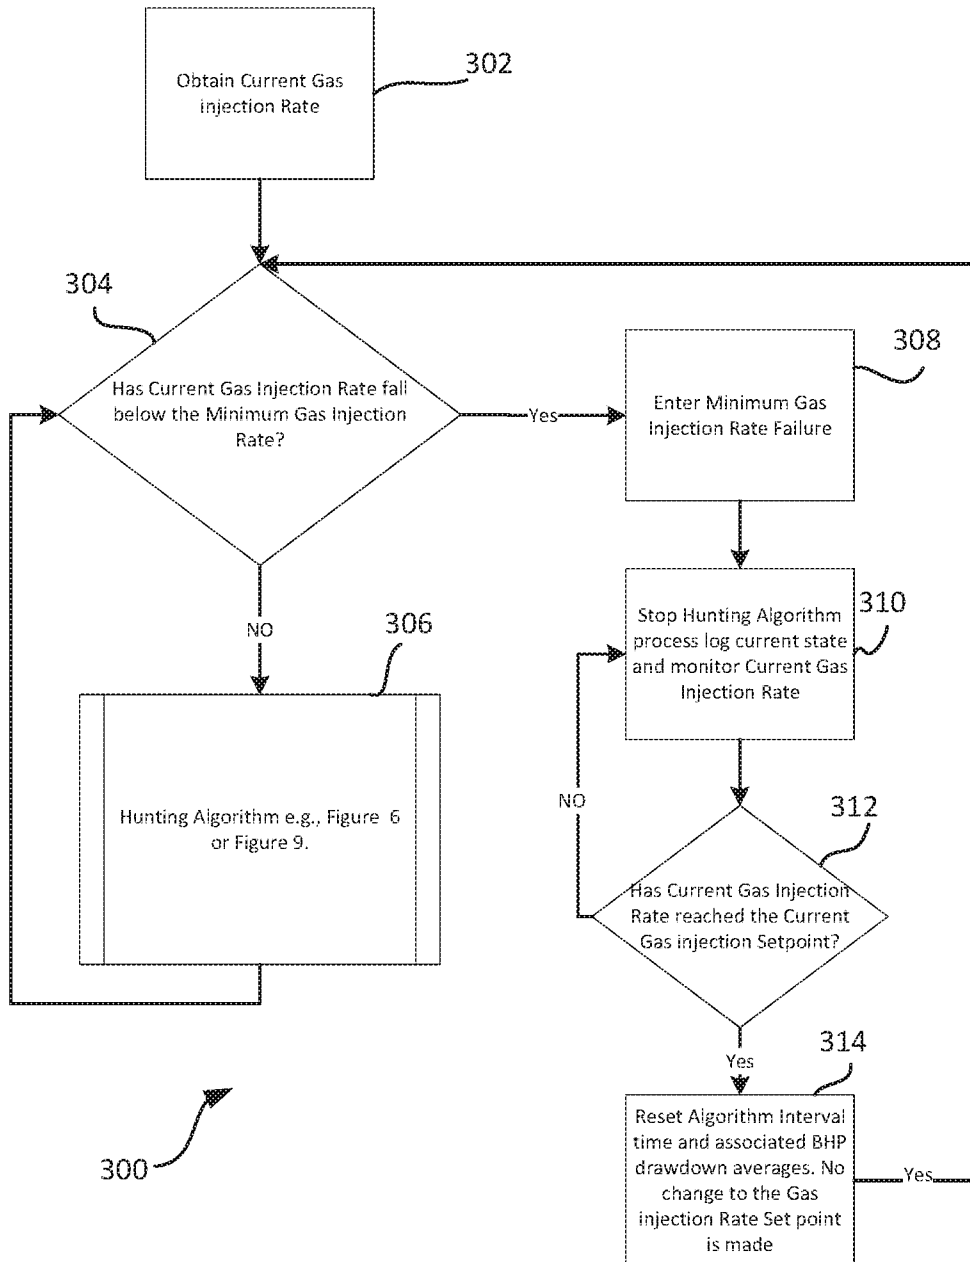 Obtain Current Gas
injection Rate
302
304
Has Current Gas Injection Rate fall
below the Minimum Gas Injection
Rate?
Yes
308
Enter Minimum Gas
Injection Rate Failure
NO
306
Hunting Algorithm e.g., Figure 6
or Figure 9.
310
Stop Hunting Algorithm
process log current state
and monitor Current Gas
Injection Rate
NO
312
Has Current Gas Injection
Rate reached the Current
Gas injection Setpoint?
Yes
314
Reset Algorithm Interval
time and associated BHP
drawdown averages. No
change to the Gas
injection Rate Set point
is made
Yes
300